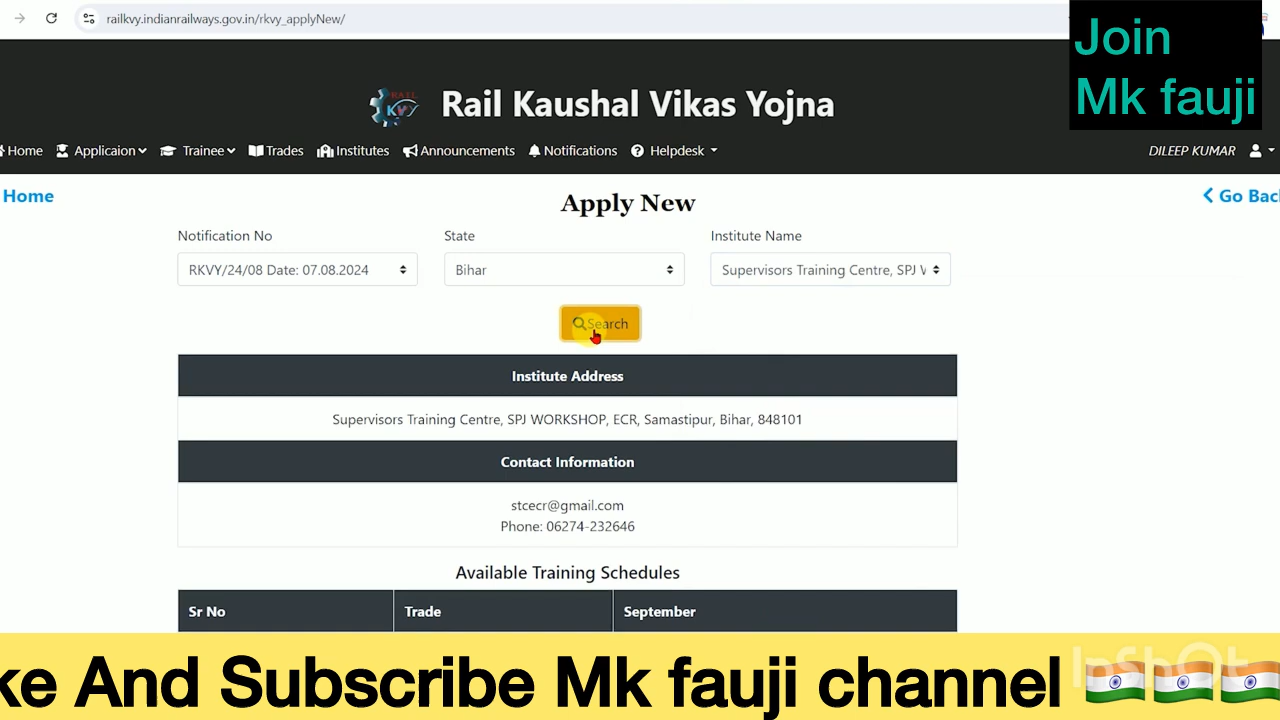 railkvy.indianrailways.gov.in/rkvy_applyNew/
Join
Mk fauji
RAIL
KVY
Rail Kaushal Vikas Yojna
Home Applicaion Trainee Trades Institutes Announcements Notifications Helpdesk DILEEP KUMAR
Home
Apply New
Go Bac
Notification No State Institute Name
RKVY/24/08 Date: 07.08.2024 Bihar Supervisors Training Centre, SPJ
Search
Institute Address
Supervisors Training Centre, SPJ WORKSHOP, ECR, Samastipur, Bihar, 848101
Contact Information
stcecr@gmail.com
Phone: 06274-232646
Available Training Schedules
Sr No Trade September
ke And Subscribe Mk fauji channel 🇮🇳🇮🇳🇮🇳
InShOt